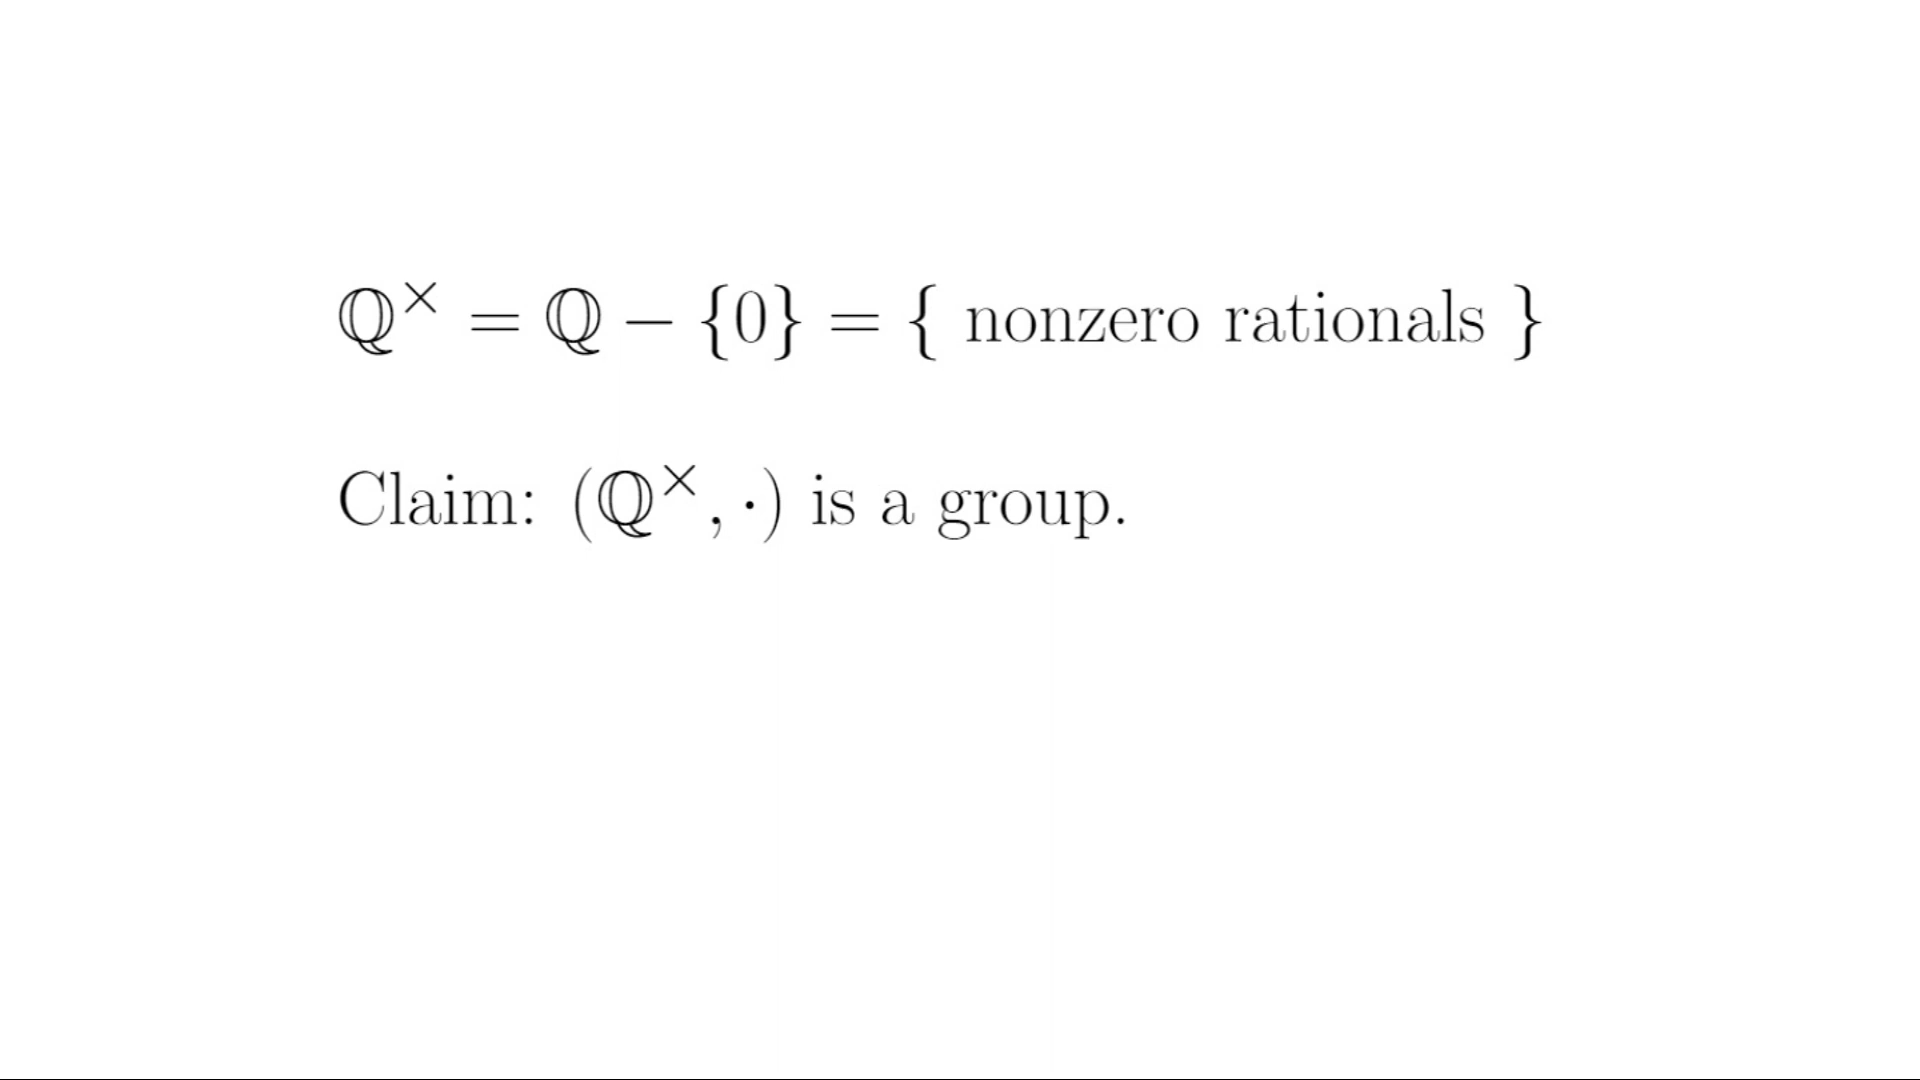 ℚ× = ℚ − {0} = { nonzero rationals }
Claim: (ℚ×, ·) is a group.